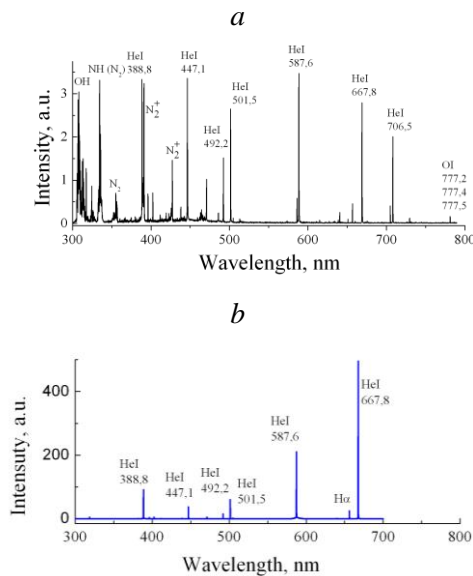 a
HeI
NH (N2) 388,8
OH
N2+
N2
N2+
HeI
447,1
HeI
492,2
HeI
501,5
HeI
587,6
HeI
667,8
HeI
706,5
OI
777,2
777,4
777,5
Intensity, a.u.
3
2
1
0
300 400 500 600 700 800
Wavelength, nm
b
HeI
388,8
HeI
447,1
HeI
492,2
HeI
501,5
HeI
587,6
Hα
HeI
667,8
Intensuty, a.u.
400
200
0
300 400 500 600 700 800
Wavelength, nm